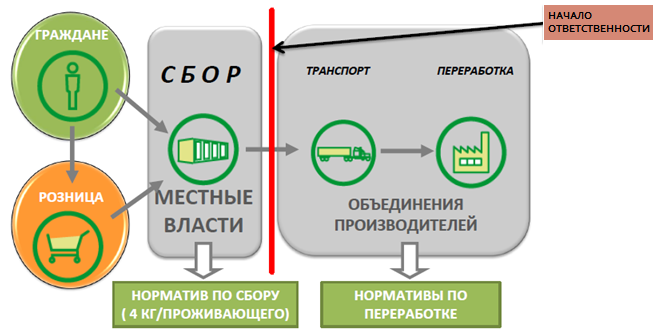 НАЧАЛО
ОТВЕТСТВЕННОСТИ
ГРАЖДАНЕ
СБОР
ТРАНСПОРТ
ПЕРЕРАБОТКА
РОЗНИЦА
МЕСТНЫЕ
ВЛАСТИ
ОБЪЕДИНЕНИЯ
ПРОИЗВОДИТЕЛЕЙ
НОРМАТИВ ПО СБОРУ
( 4 КГ/ПРОЖИВАЮЩЕГО)
НОРМАТИВЫ ПО
ПЕРЕРАБОТКЕ